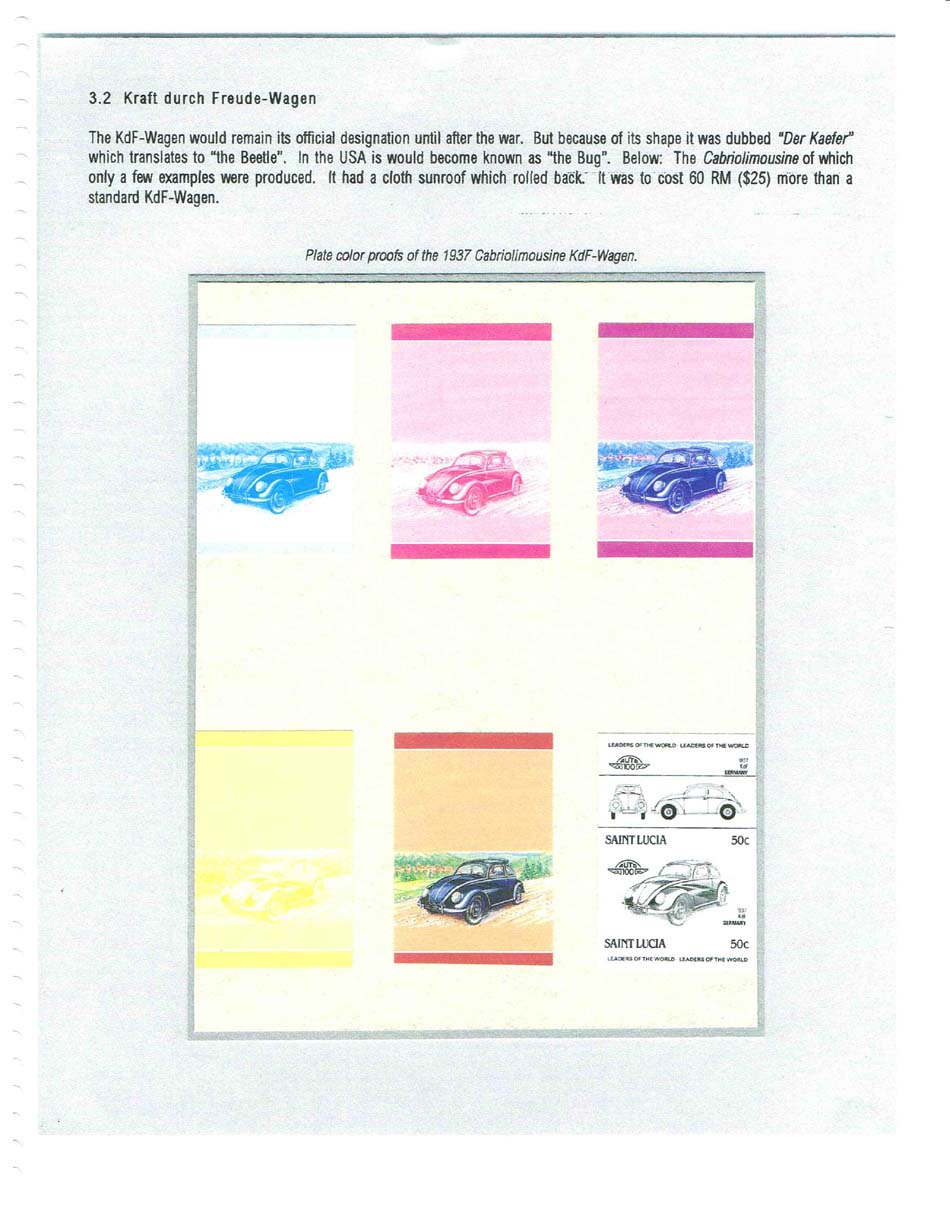 3.2 Kraft durch Freude-Wagen
The KdF-Wagen would remain its official designation until after the war. But because of its shape it was dubbed "Der Kaefer"
which translates to "the Beetle". In the USA is would become known as "the Bug". Below: The Cabriolimousine of which
only a few examples were produced. It had a cloth sunroof which rolled back. It was to cost 60 RM ($25) more than a
standard KdF-Wagen.
Plate color proofs of the 1937 Cabriolimousine KdF-Wagen.
LEADERS OF THE WORLD · LEADERS OF THE WORLD
AUTO
100
1937
KdF
GERMANY
SAINT LUCIA 50c
AUTO
100
1937
KdF
GERMANY
SAINT LUCIA 50c
LEADERS OF THE WORLD LEADERS OF THE WORLD